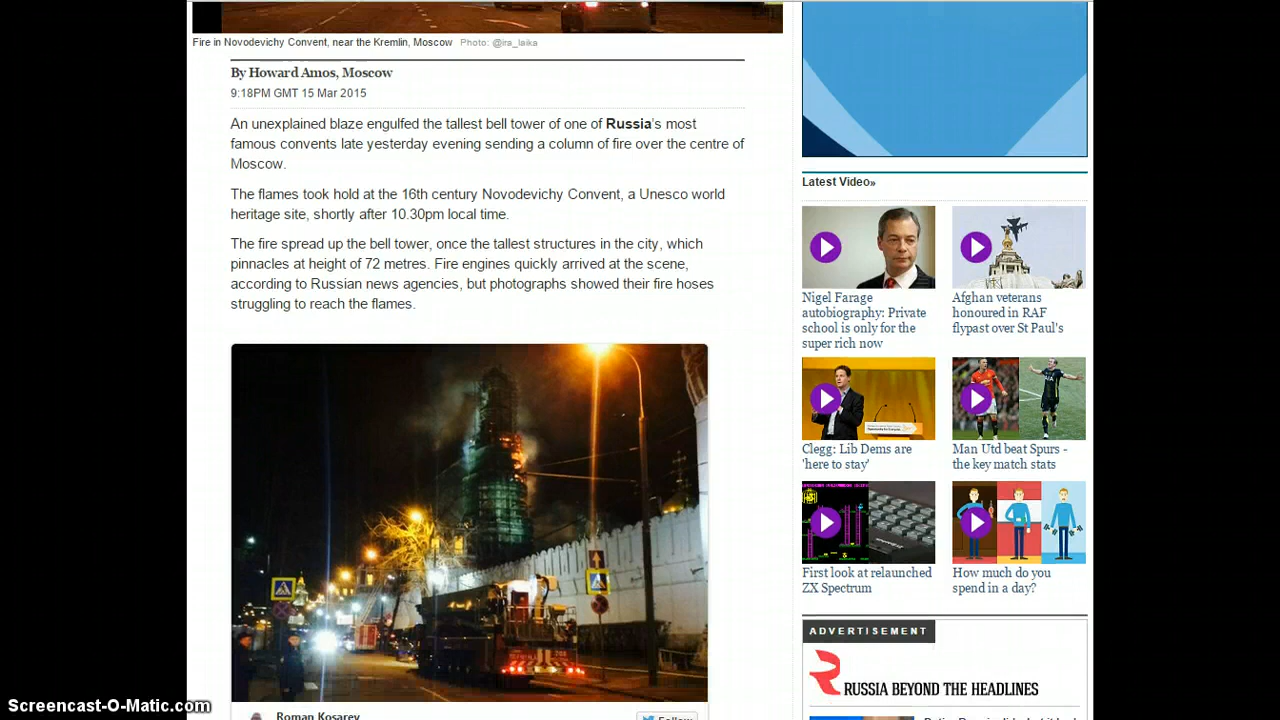 Fire in Novodevichy Convent, near the Kremlin, Moscow Photo: @ira_laika
By Howard Amos, Moscow
9:18PM GMT 15 Mar 2015
An unexplained blaze engulfed the tallest bell tower of one of Russia's most
famous convents late yesterday evening sending a column of fire over the centre of
Moscow.
The flames took hold at the 16th century Novodevichy Convent, a Unesco world
heritage site, shortly after 10.30pm local time.
The fire spread up the bell tower, once the tallest structures in the city, which
pinnacles at height of 72 metres. Fire engines quickly arrived at the scene,
according to Russian news agencies, but photographs showed their fire hoses
struggling to reach the flames.
Roman Kosarev
Follow
Latest Video»
Nigel Farage
autobiography: Private
school is only for the
super rich now
Afghan veterans
honoured in RAF
flypast over St Paul's
Clegg: Lib Dems are
'here to stay'
Man Utd beat Spurs -
the key match stats
First look at relaunched
ZX Spectrum
How much do you
spend in a day?
ADVERTISEMENT
RUSSIA BEYOND THE HEADLINES
Screencast-O-Matic.com